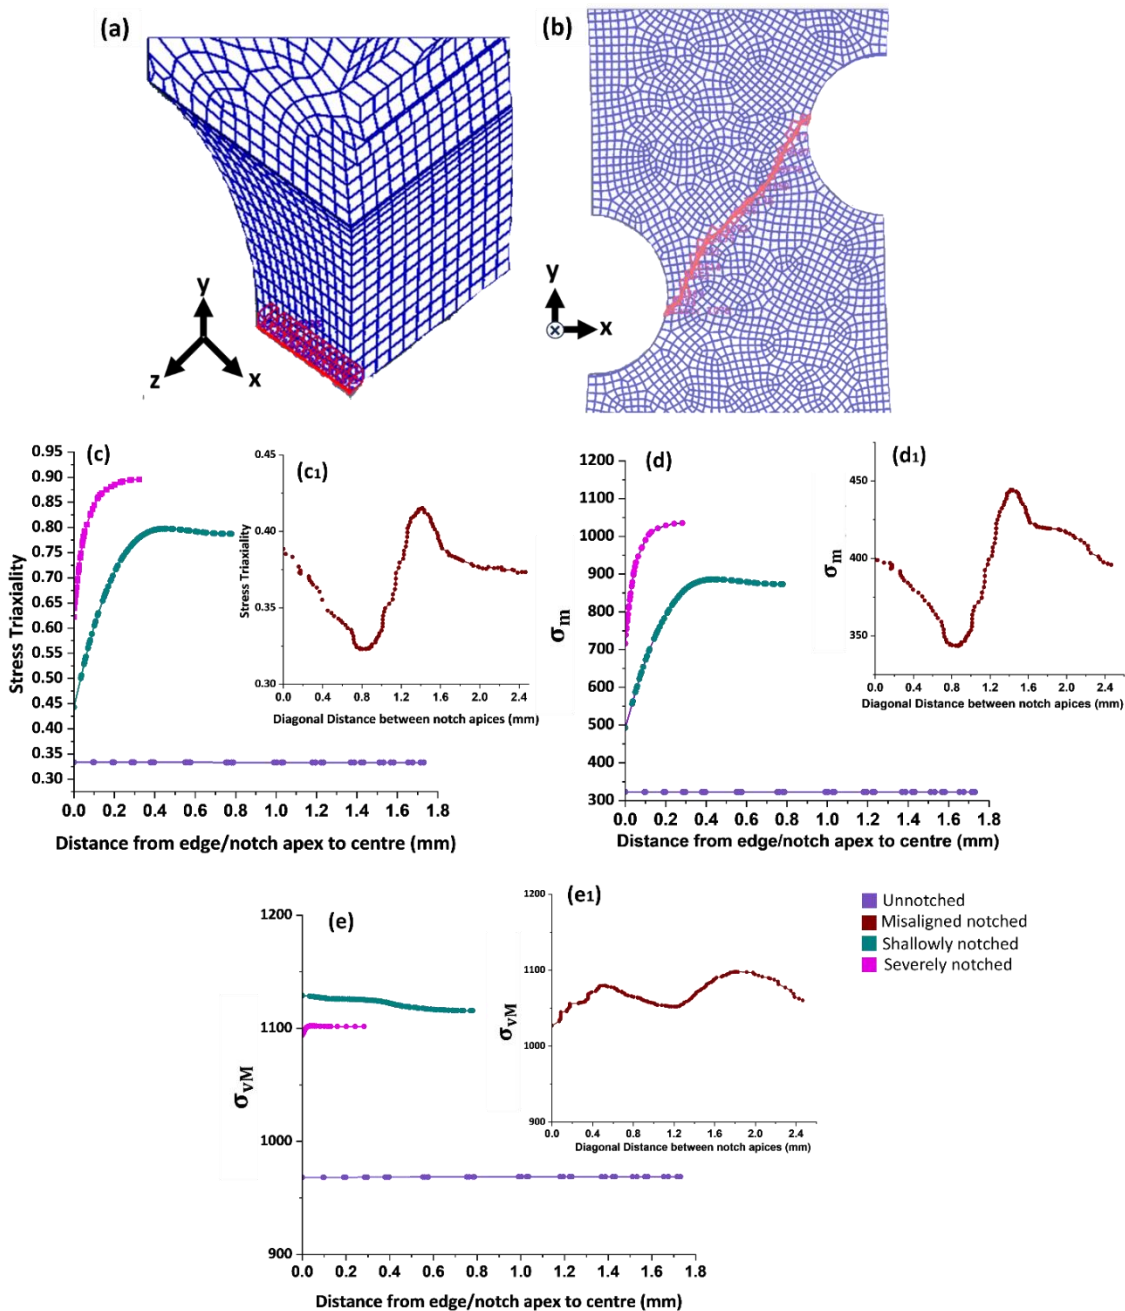 (a)
(b)
y
z
x
y
x
(c)
Stress Triaxiality
0.95
0.90
0.85
0.80
0.75
0.70
0.65
0.60
0.55
0.50
0.45
0.40
0.35
0.30
0.0 0.2 0.4 0.6 0.8 1.0 1.2 1.4 1.6 1.8
Distance from edge/notch apex to centre (mm)
(c1)
Stress Triaxiality
0.45
0.40
0.35
0.30
0.0 0.4 0.8 1.2 1.6 2.0 2.4
Diagonal Distance between notch apices (mm)
(d)
σm
1200
1100
1000
900
800
700
600
500
400
300
0.0 0.2 0.4 0.6 0.8 1.0 1.2 1.4 1.6 1.8
Distance from edge/notch apex to centre (mm)
(d1)
σm
450
400
350
0.0 0.4 0.8 1.2 1.6 2.0 2.4
Diagonal Distance between notch apices (mm)
(e)
σvM
1200
1100
1000
900
0.0 0.2 0.4 0.6 0.8 1.0 1.2 1.4 1.6 1.8
Distance from edge/notch apex to centre (mm)
(e1)
σvM
1200
1100
1000
900
0.0 0.4 0.8 1.2 1.6 2.0 2.4
Diagonal Distance between notch apices (mm)
Unnotched
Misaligned notched
Shallowly notched
Severely notched